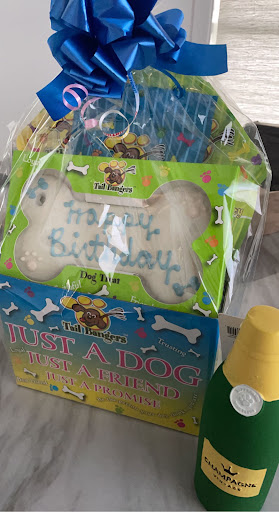 Tail Bangers
Happy
Birthday
Dog Treat
Tail Bangers
JUST A DOG
JUST A FRIEND
JUST A PROMISE
CHAMPAGNE